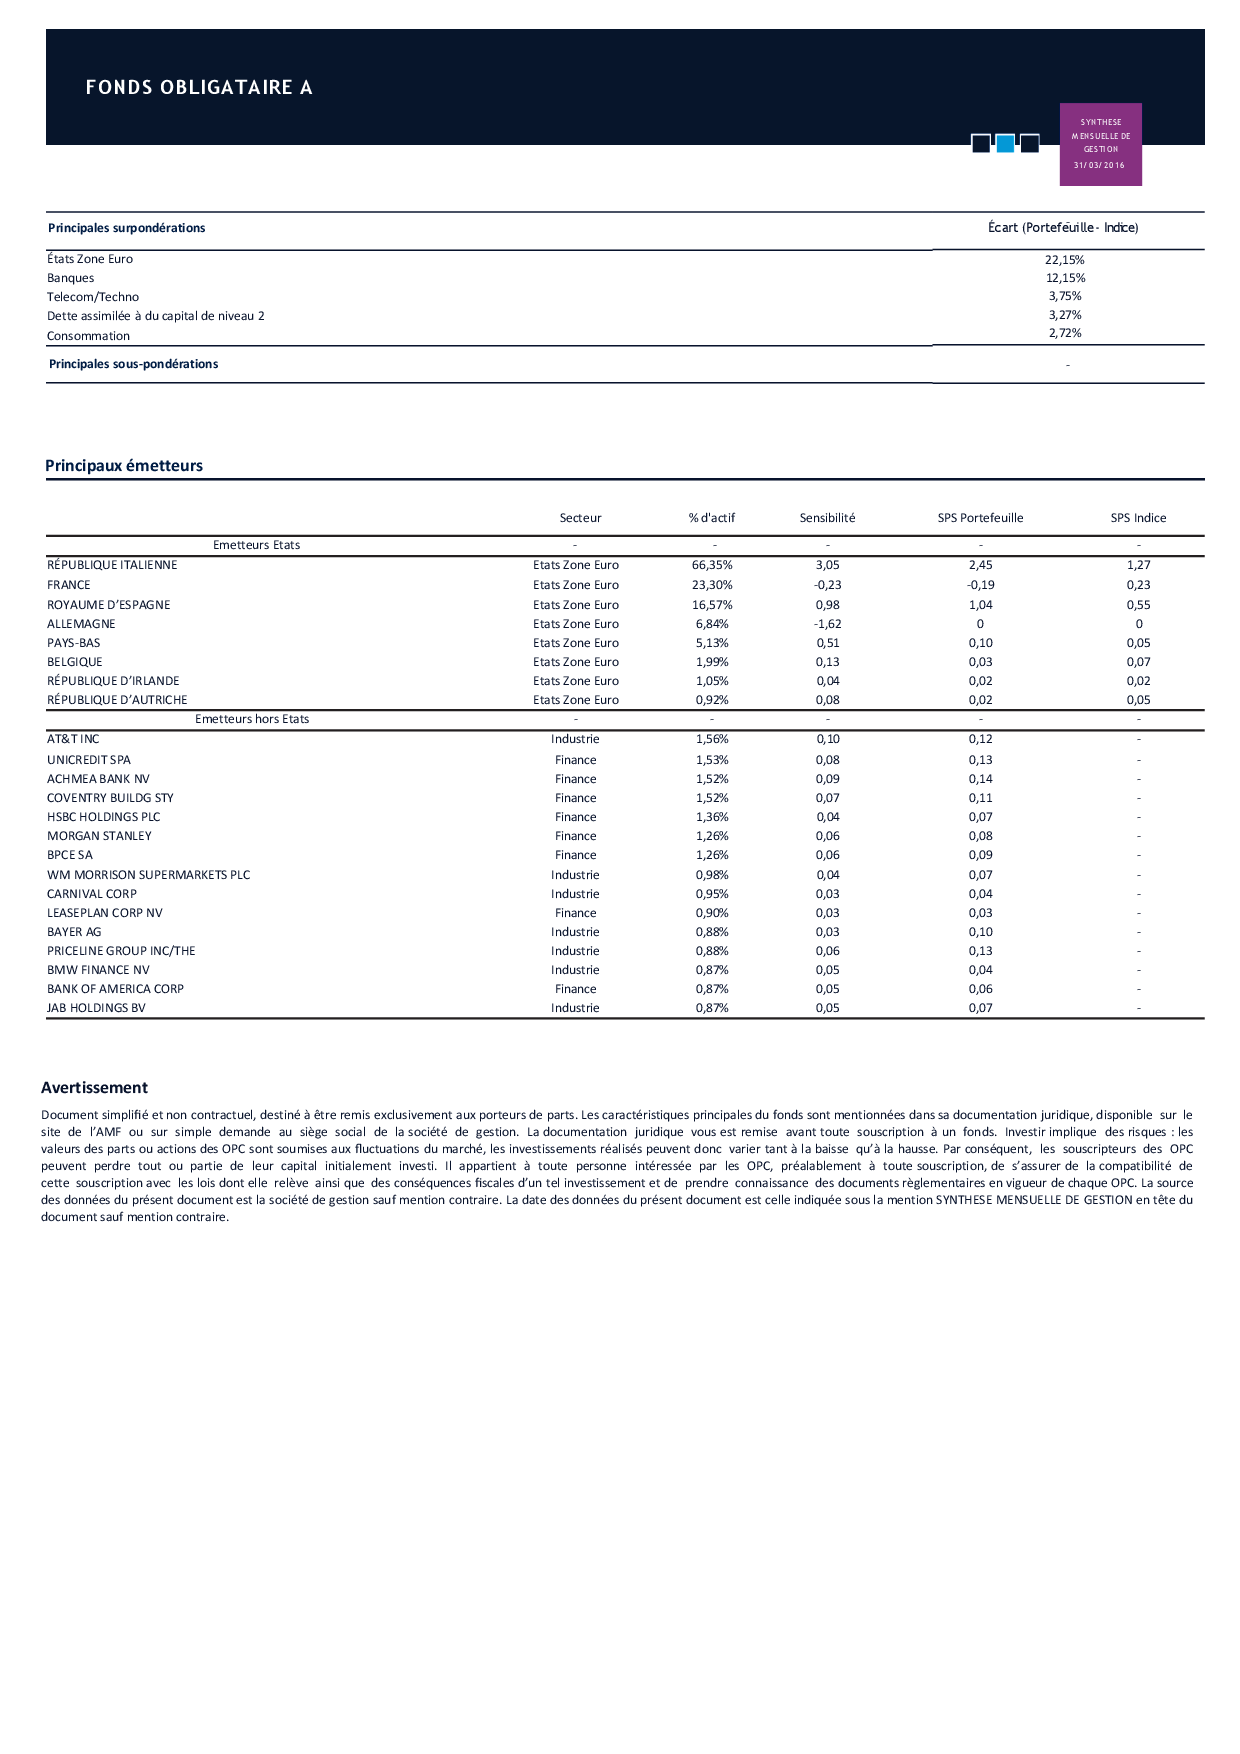 FONDS OBLIGATAIRE A
SYNTHESE
MENSUELLE DE
GESTION
31/03/2016
Principales surpondérations Écart (Portefeuille - Indice)
États Zone Euro 22,15%
Banques 12,15%
Telecom/Techno 3,75%
Dette assimilée à du capital de niveau 2 3,27%
Consommation 2,72%
Principales sous-pondérations -
Principaux émetteurs
Secteur % d'actif Sensibilité SPS Portefeuille SPS Indice
Emetteurs Etats - - - - -
RÉPUBLIQUE ITALIENNE Etats Zone Euro 66,35% 3,05 2,45 1,27
FRANCE Etats Zone Euro 23,30% -0,23 -0,19 0,23
ROYAUME D’ESPAGNE Etats Zone Euro 16,57% 0,98 1,04 0,55
ALLEMAGNE Etats Zone Euro 6,84% -1,62 0 0
PAYS-BAS Etats Zone Euro 5,13% 0,51 0,10 0,05
BELGIQUE Etats Zone Euro 1,99% 0,13 0,03 0,07
RÉPUBLIQUE D’IRLANDE Etats Zone Euro 1,05% 0,04 0,02 0,02
RÉPUBLIQUE D’AUTRICHE Etats Zone Euro 0,92% 0,08 0,02 0,05
Emetteurs hors Etats - - - - -
AT&T INC Industrie 1,56% 0,10 0,12 -
UNICREDIT SPA Finance 1,53% 0,08 0,13 -
ACHMEA BANK NV Finance 1,52% 0,09 0,14 -
COVENTRY BUILDG STY Finance 1,52% 0,07 0,11 -
HSBC HOLDINGS PLC Finance 1,36% 0,04 0,07 -
MORGAN STANLEY Finance 1,26% 0,06 0,08 -
BPCE SA Finance 1,26% 0,06 0,09 -
WM MORRISON SUPERMARKETS PLC Industrie 0,98% 0,04 0,07 -
CARNIVAL CORP Industrie 0,95% 0,03 0,04 -
LEASEPLAN CORP NV Finance 0,90% 0,03 0,03 -
BAYER AG Industrie 0,88% 0,03 0,10 -
PRICELINE GROUP INC/THE Industrie 0,88% 0,06 0,13 -
BMW FINANCE NV Industrie 0,87% 0,05 0,04 -
BANK OF AMERICA CORP Finance 0,87% 0,05 0,06 -
JAB HOLDINGS BV Industrie 0,87% 0,05 0,07 -
Avertissement
Document simplifié et non contractuel, destiné à être remis exclusivement aux porteurs de parts. Les caractéristiques principales du fonds sont mentionnées dans sa documentation juridique, disponible sur le
site de l’AMF ou sur simple demande au siège social de la société de gestion. La documentation juridique vous est remise avant toute souscription à un fonds. Investir implique des risques : les
valeurs des parts ou actions des OPC sont soumises aux fluctuations du marché, les investissements réalisés peuvent donc varier tant à la baisse qu’à la hausse. Par conséquent, les souscripteurs des OPC
peuvent perdre tout ou partie de leur capital initialement investi. Il appartient à toute personne intéressée par les OPC, préalablement à toute souscription, de s’assurer de la compatibilité de
cette souscription avec les lois dont elle relève ainsi que des conséquences fiscales d’un tel investissement et de prendre connaissance des documents règlementaires en vigueur de chaque OPC. La source
des données du présent document est la société de gestion sauf mention contraire. La date des données du présent document est celle indiquée sous la mention SYNTHESE MENSUELLE DE GESTION en tête du
document sauf mention contraire.